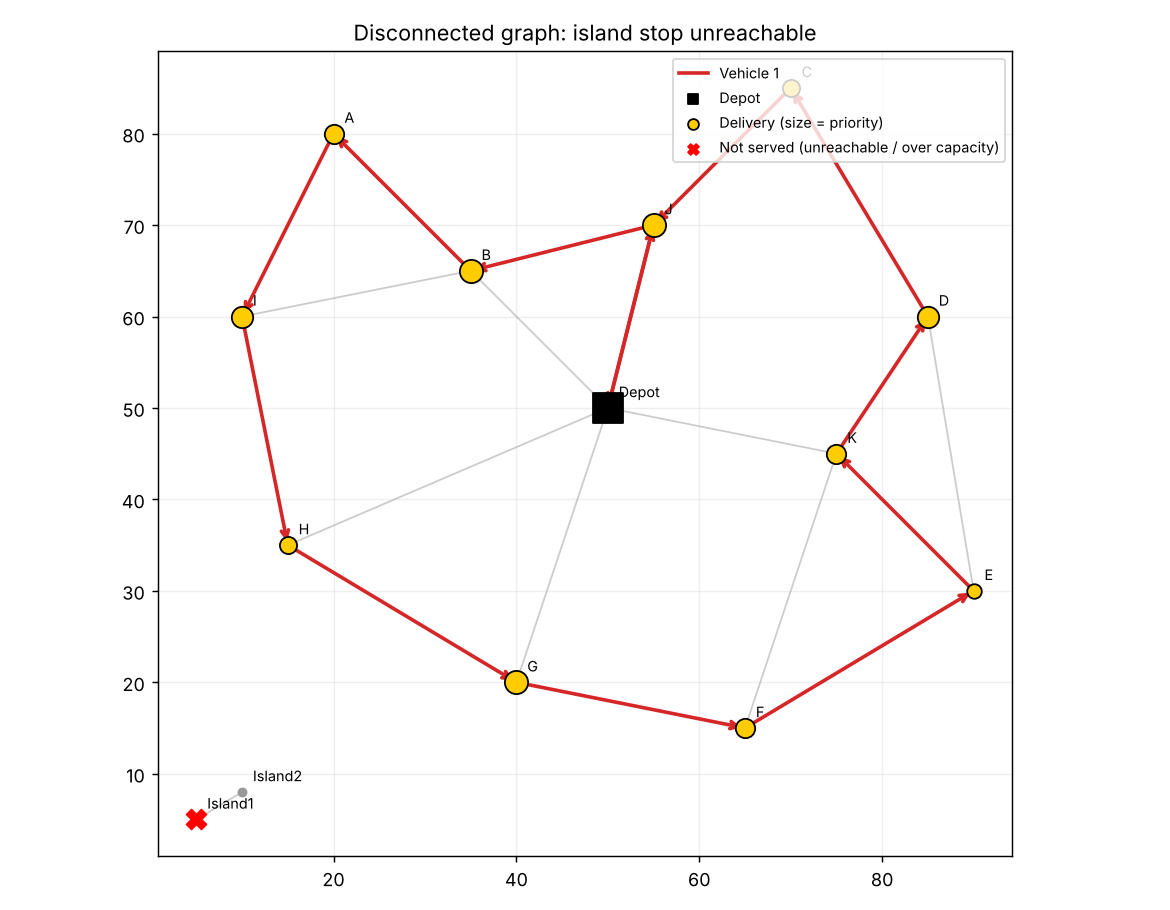 Disconnected graph: island stop unreachable
C
Vehicle 1
Depot
Delivery (size = priority)
Not served (unreachable / over capacity)
A
J
B
I
D
Depot
K
H
E
G
F
Island2
Island1
80
70
60
50
40
30
20
10
20
40
60
80